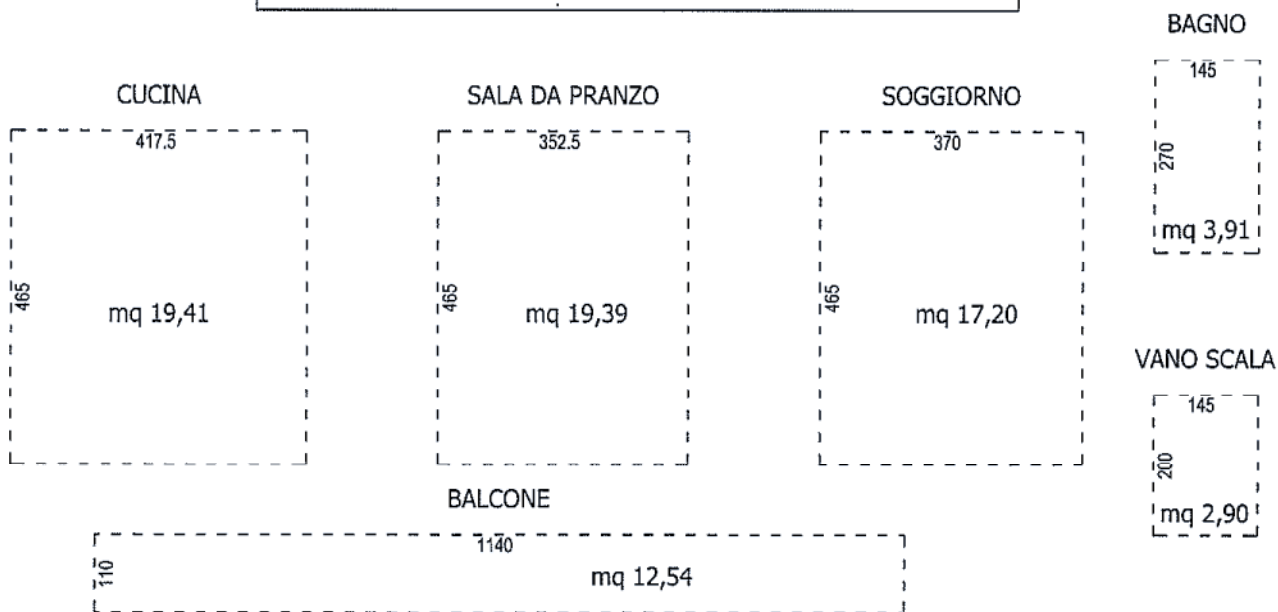 BAGNO
145
270
mq 3,91
CUCINA
417.5
465
mq 19,41
SALA DA PRANZO
352.5
465
mq 19,39
SOGGIORNO
370
465
mq 17,20
VANO SCALA
145
200
mq 2,90
BALCONE
1140
110
mq 12,54